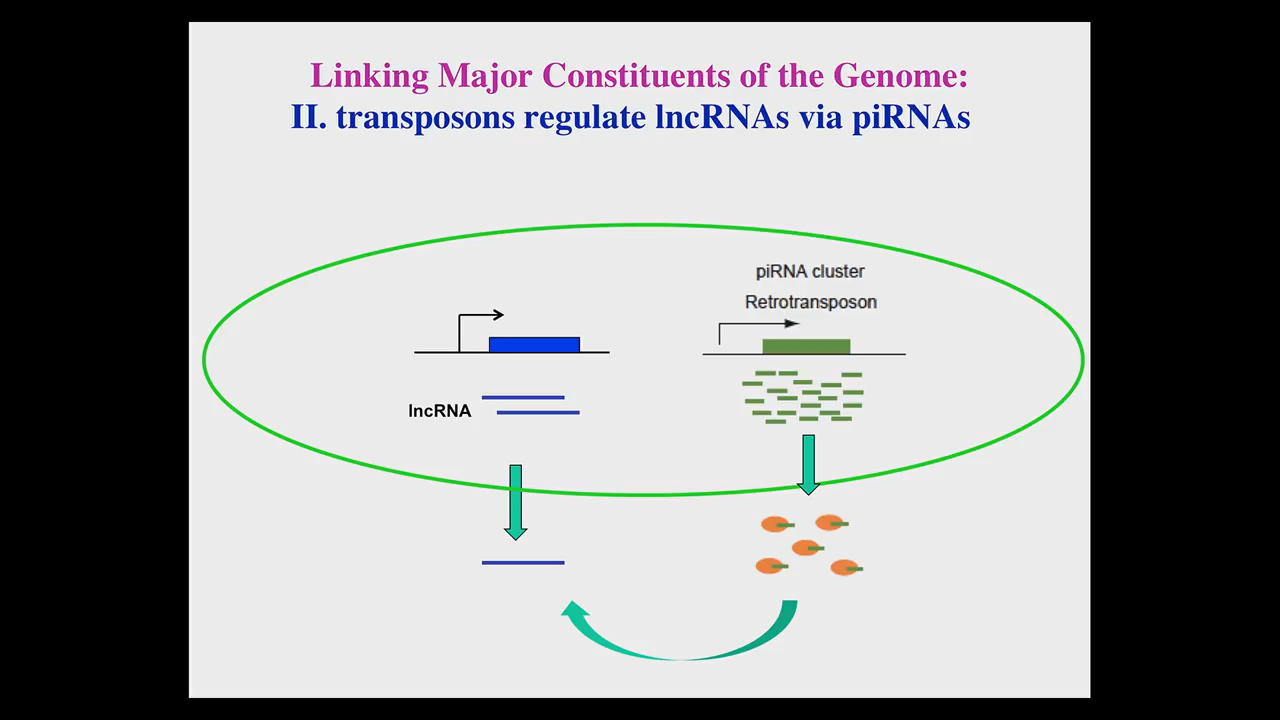 Linking Major Constituents of the Genome:
II. transposons regulate lncRNAs via piRNAs
piRNA cluster
Retrotransposon
lncRNA